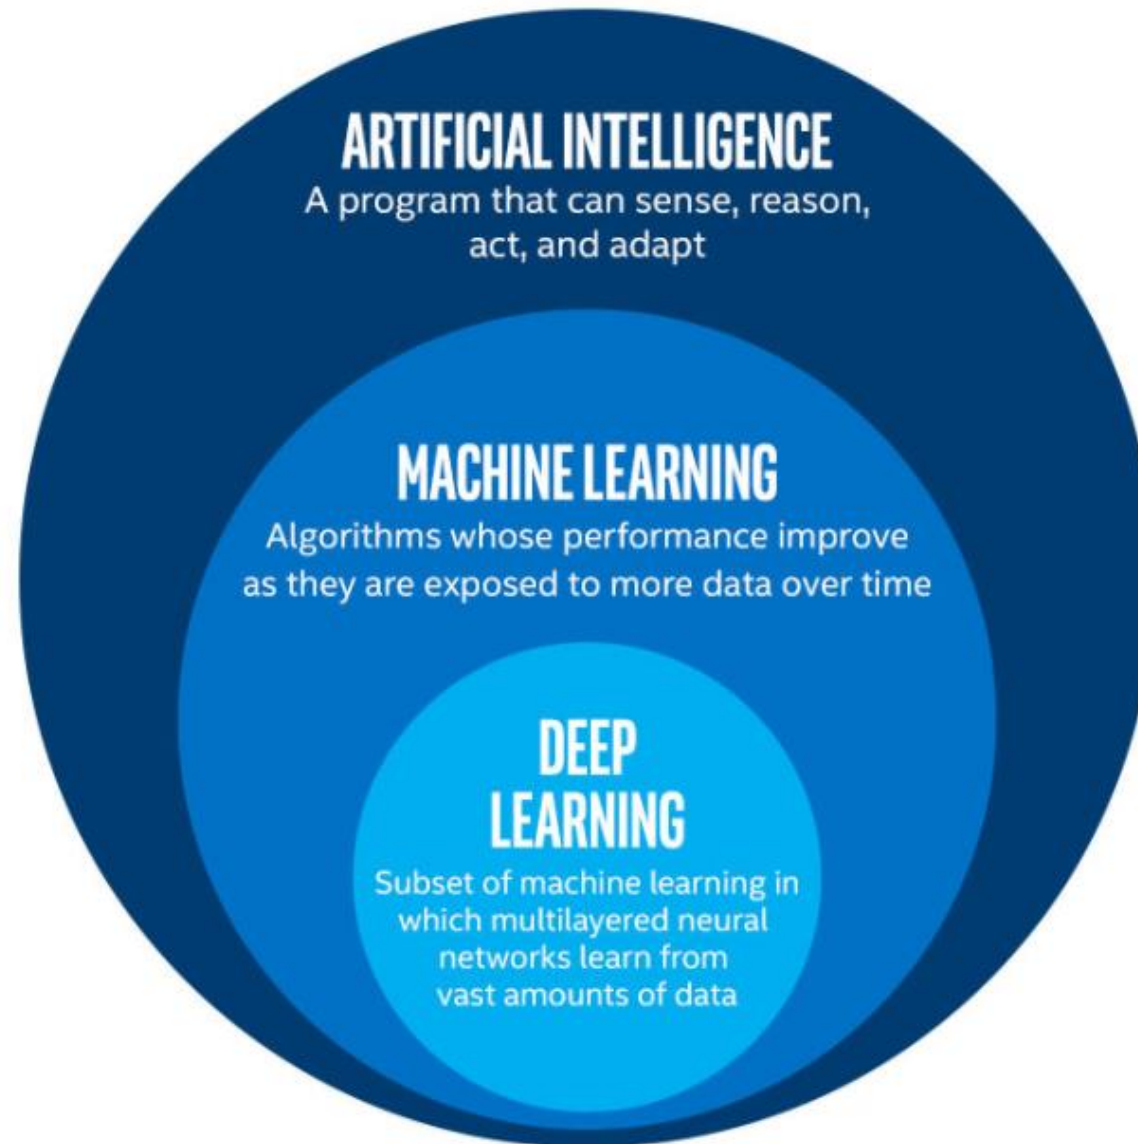 ARTIFICIAL INTELLIGENCE
A program that can sense, reason,
act, and adapt
MACHINE LEARNING
Algorithms whose performance improve
as they are exposed to more data over time
DEEP
LEARNING
Subset of machine learning in
which multilayered neural
networks learn from
vast amounts of data